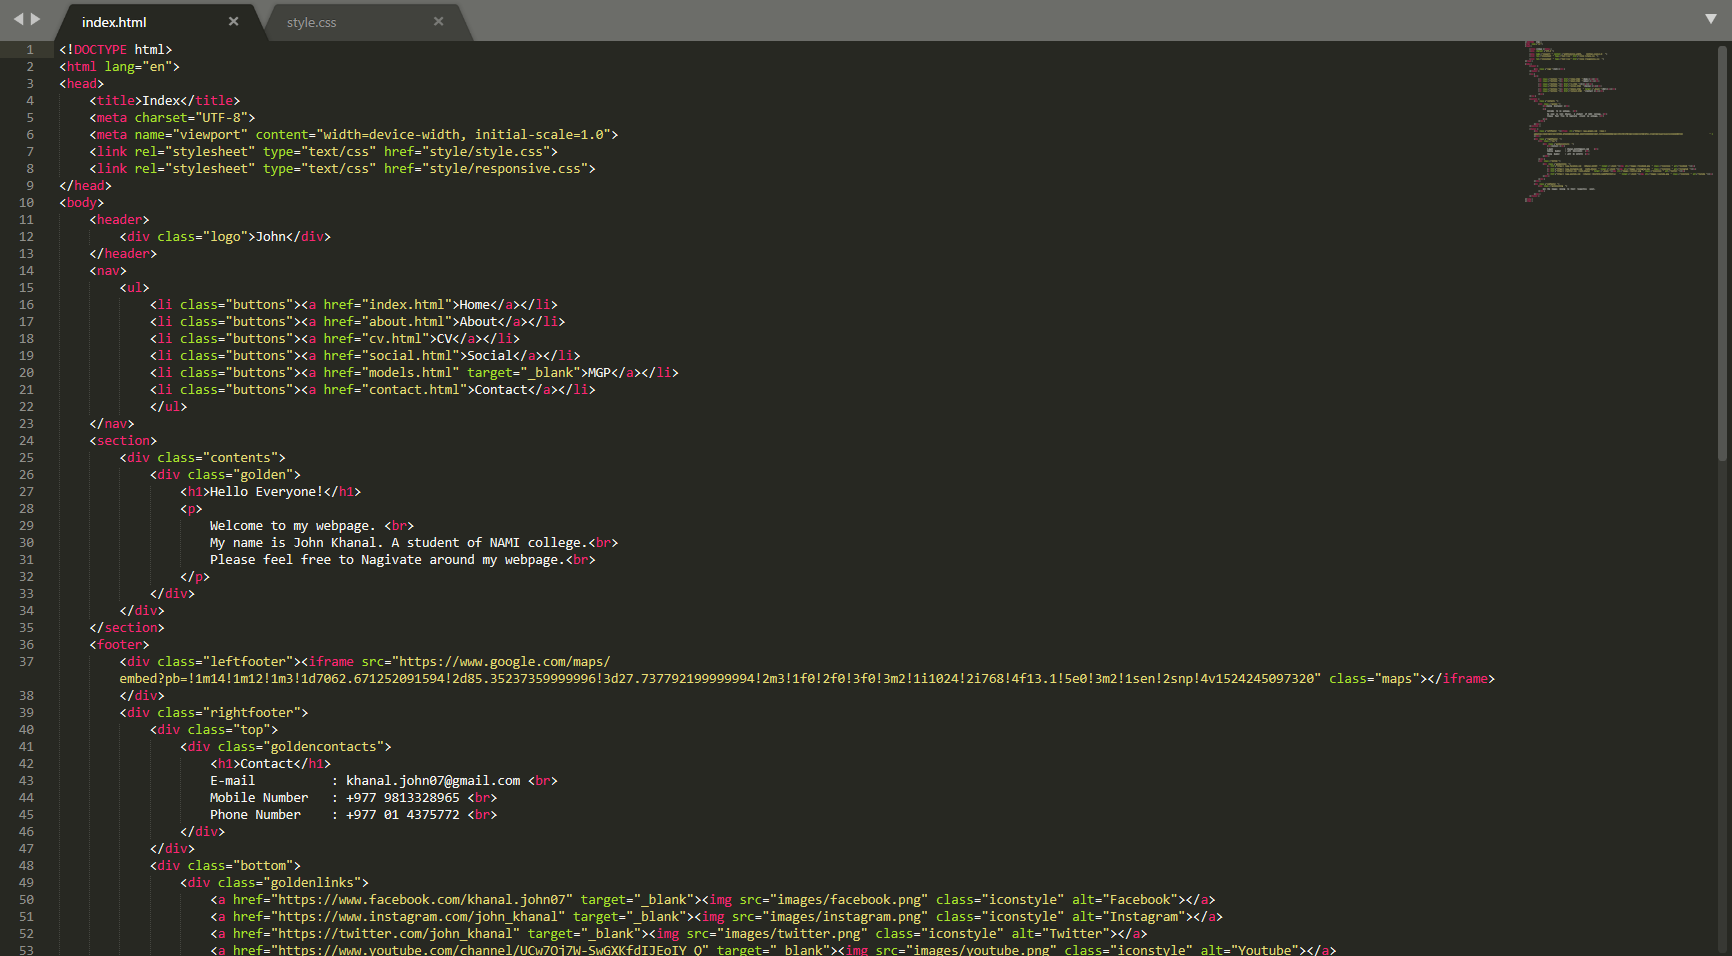 index.html × style.css ×
1 <!DOCTYPE html>
2 <html lang="en">
3 <head>
4 <title>Index</title>
5 <meta charset="UTF-8">
6 <meta name="viewport" content="width=device-width, initial-scale=1.0">
7 <link rel="stylesheet" type="text/css" href="style/style.css">
8 <link rel="stylesheet" type="text/css" href="style/responsive.css">
9 </head>
10 <body>
11 <header>
12 <div class="logo">John</div>
13 </header>
14 <nav>
15 <ul>
16 <li class="buttons"><a href="index.html">Home</a></li>
17 <li class="buttons"><a href="about.html">About</a></li>
18 <li class="buttons"><a href="cv.html">CV</a></li>
19 <li class="buttons"><a href="social.html">Social</a></li>
20 <li class="buttons"><a href="models.html" target="_blank">MGP</a></li>
21 <li class="buttons"><a href="contact.html">Contact</a></li>
22 </ul>
23 </nav>
24 <section>
25 <div class="contents">
26 <div class="golden">
27 <h1>Hello Everyone!</h1>
28 <p>
29 Welcome to my webpage. <br>
30 My name is John Khanal. A student of NAMI college.<br>
31 Please feel free to Nagivate around my webpage.<br>
32 </p>
33 </div>
34 </div>
35 </section>
36 <footer>
37 <div class="leftfooter"><iframe src="https://www.google.com/maps/
embed?pb=!1m14!1m12!1m3!1d7062.671252091594!2d85.35237359999996!3d27.737792199999994!2m3!1f0!2f0!3f0!3m2!1i1024!2i768!4f13.1!5e0!3m2!1sen!2snp!4v1524245097320" class="maps"></iframe>
38 </div>
39 <div class="rightfooter">
40 <div class="top">
41 <div class="goldencontacts">
42 <h1>Contact</h1>
43 E-mail : khanal.john07@gmail.com <br>
44 Mobile Number : +977 9813328965 <br>
45 Phone Number : +977 01 4375772 <br>
46 </div>
47 </div>
48 <div class="bottom">
49 <div class="goldenlinks">
50 <a href="https://www.facebook.com/khanal.john07" target="_blank"><img src="images/facebook.png" class="iconstyle" alt="Facebook"></a>
51 <a href="https://www.instagram.com/john_khanal" target="_blank"><img src="images/instagram.png" class="iconstyle" alt="Instagram"></a>
52 <a href="https://twitter.com/john_khanal" target="_blank"><img src="images/twitter.png" class="iconstyle" alt="Twitter"></a>
53 <a href="https://www.youtube.com/channel/UCw7Oj7W-SwGXKfdIJEoIY_Q" target="_blank"><img src="images/youtube.png" class="iconstyle" alt="Youtube"></a>